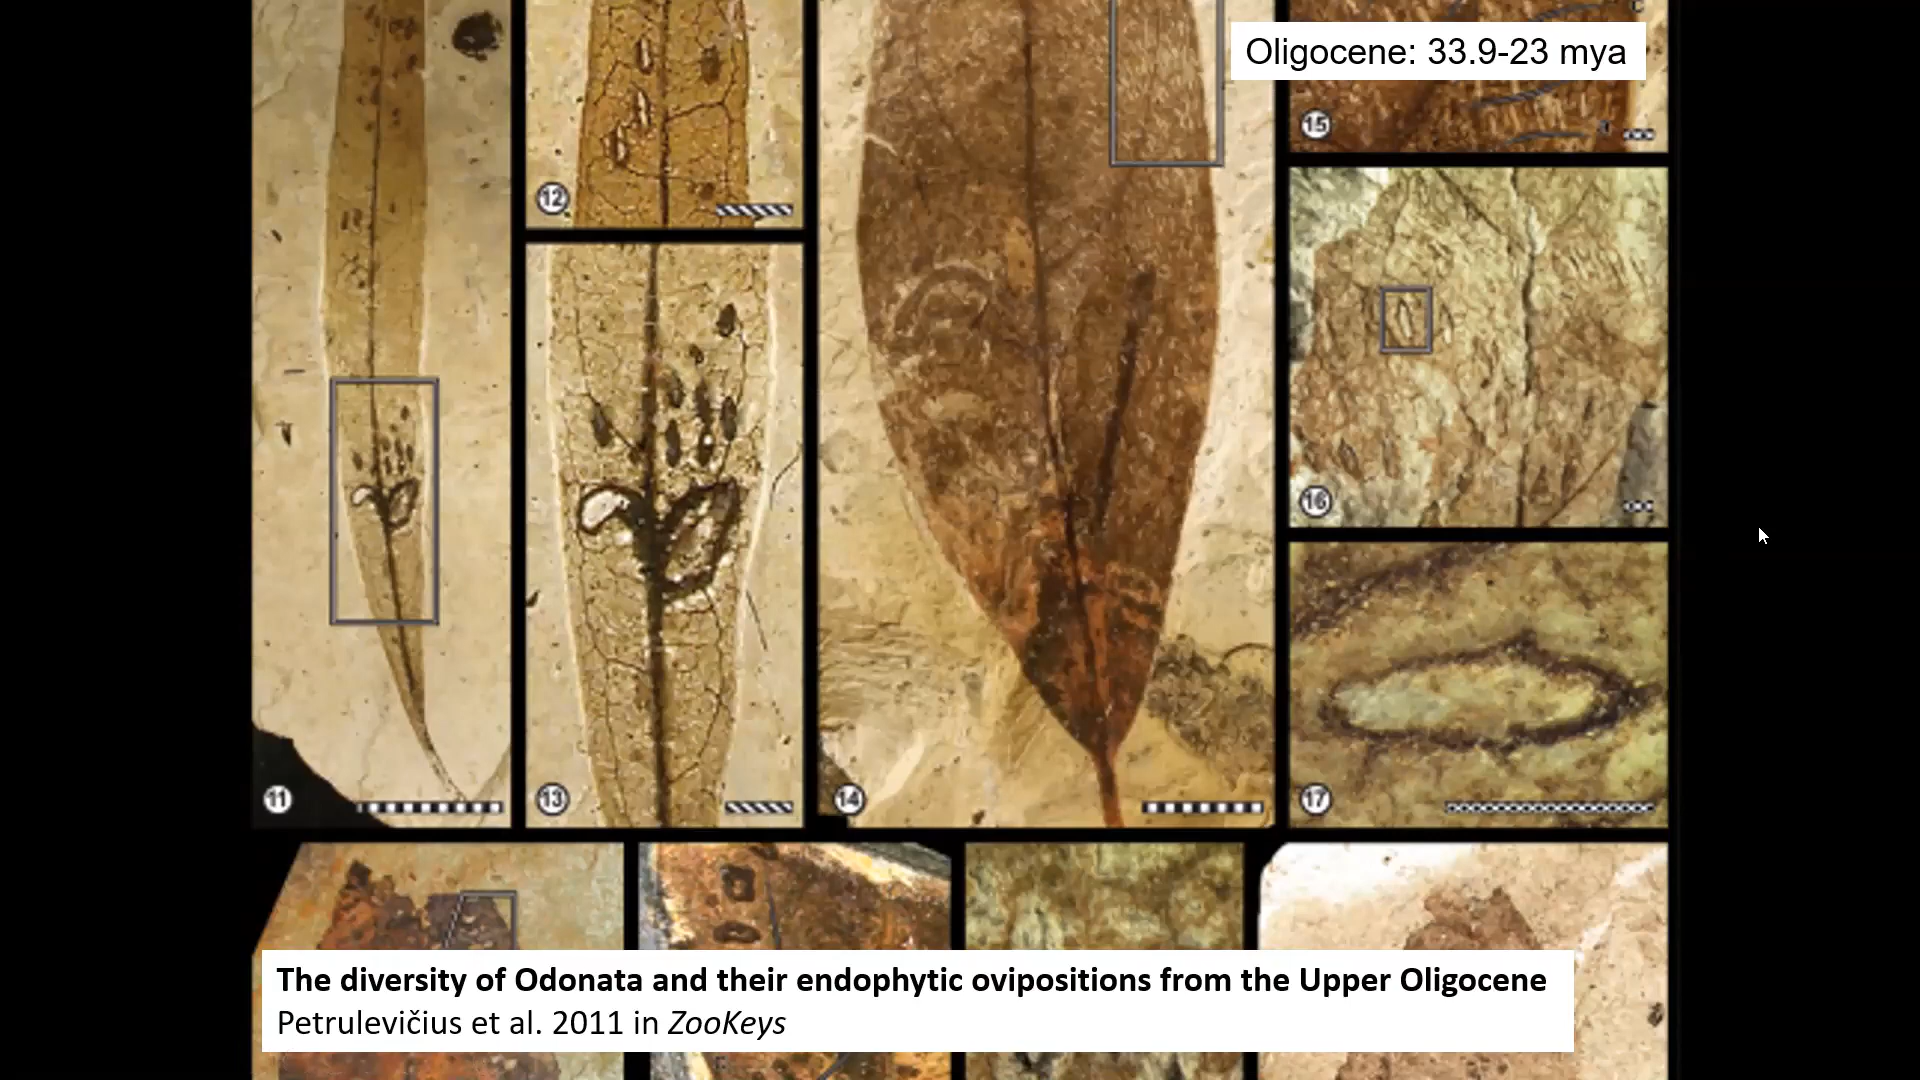 Oligocene: 33.9-23 mya
15
12
16
11
13
14
17
The diversity of Odonata and their endophytic ovipositions from the Upper Oligocene
Petrulevičius et al. 2011 in ZooKeys